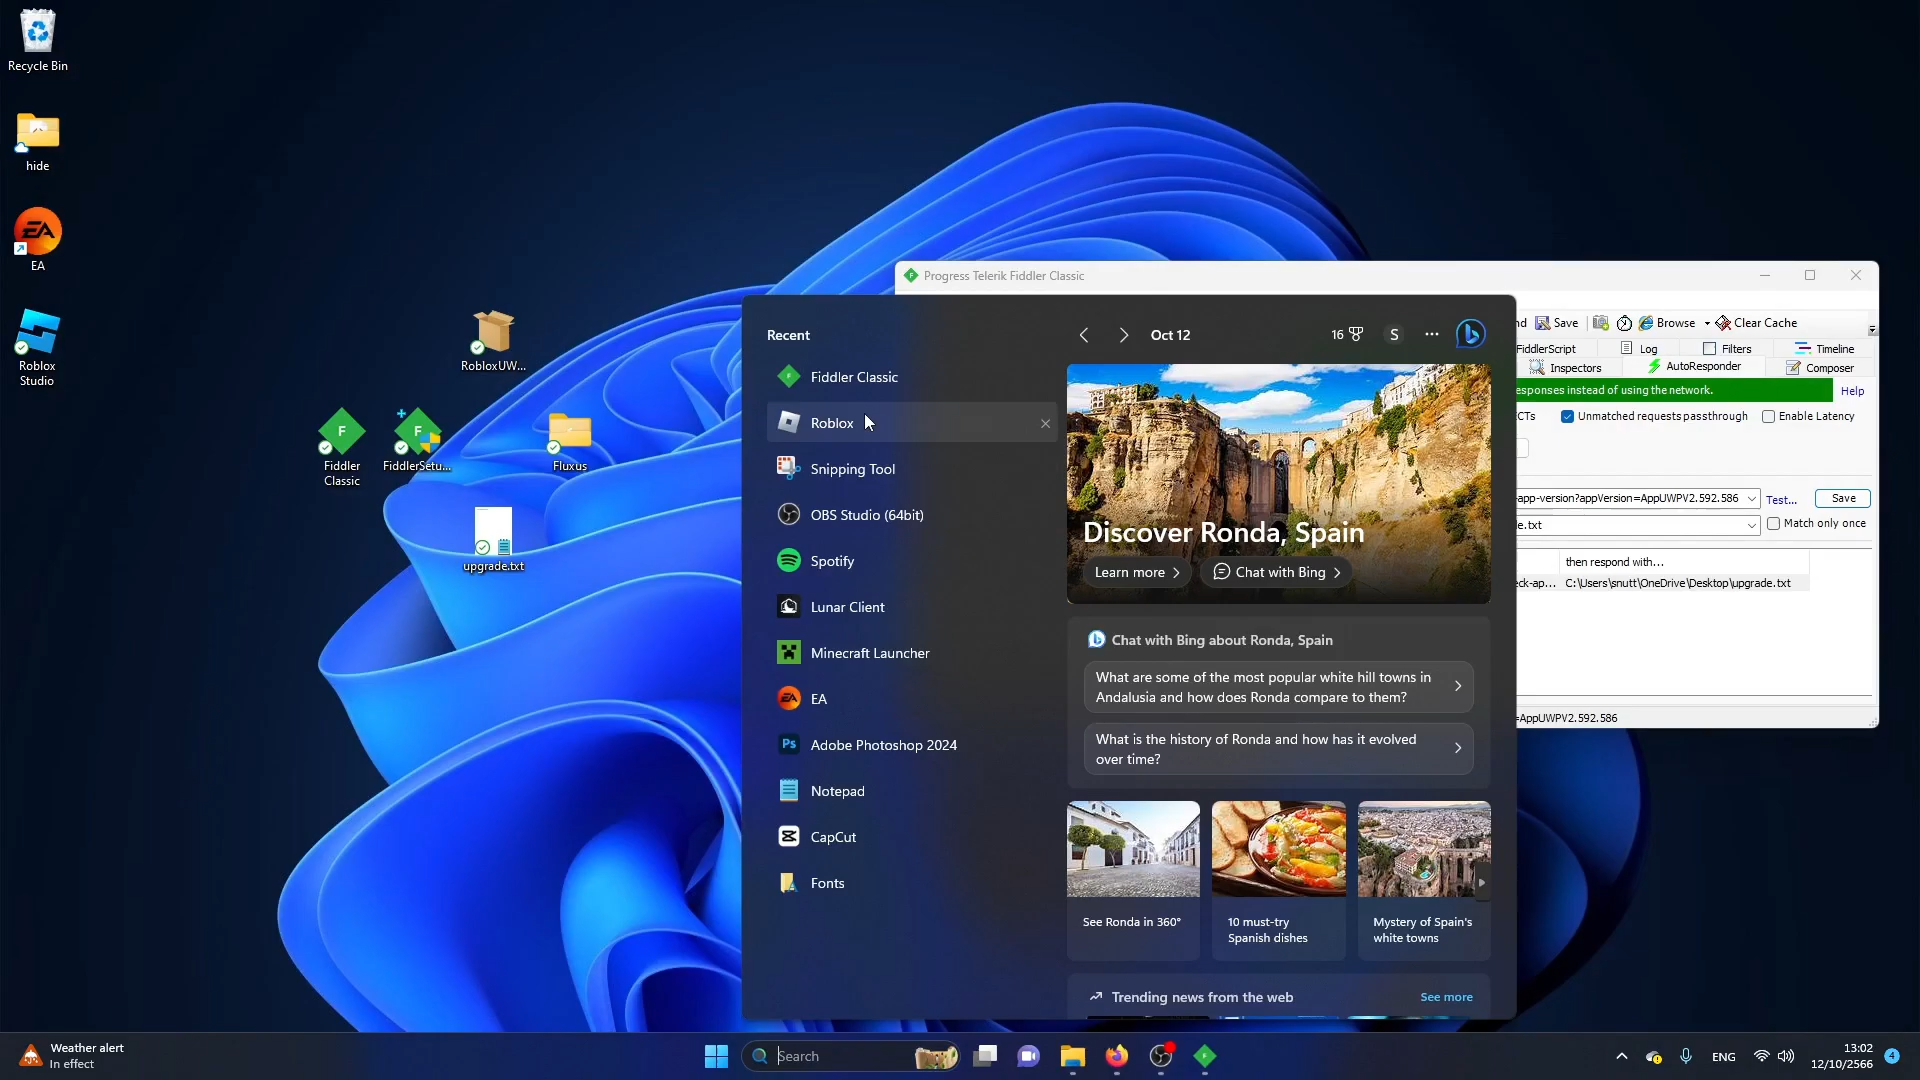 Recycle Bin
hide
EA
Roblox
Studio
RobloxUW...
Fiddler
Classic
FiddlerSetu...
Fluxus
upgrade.txt
Progress Telerik Fiddler Classic
Save
Browse
Clear Cache
FiddlerScript
Log
Filters
Timeline
Inspectors
AutoResponder
Composer
esponses instead of using the network.
Help
CTs
Unmatched requests passthrough
Enable Latency
-app-version?appVersion=AppUWPV2.592.586
Test...
Save
de.txt
Match only once
then respond with...
eck-ap...
C:\Users\snutt\OneDrive\Desktop\upgrade.txt
=AppUWPV2.592.586
Recent
Fiddler Classic
Roblox
Snipping Tool
OBS Studio (64bit)
Spotify
Lunar Client
Minecraft Launcher
EA
Ps
Adobe Photoshop 2024
Notepad
CapCut
Fonts
Oct 12
16
S
Discover Ronda, Spain
Learn more
Chat with Bing
Chat with Bing about Ronda, Spain
What are some of the most popular white hill towns in
Andalusia and how does Ronda compare to them?
What is the history of Ronda and how has it evolved
over time?
See Ronda in 360°
10 must-try
Spanish dishes
Mystery of Spain's
white towns
Trending news from the web
See more
Weather alert
In effect
Search
ENG
13:02
12/10/2566
4